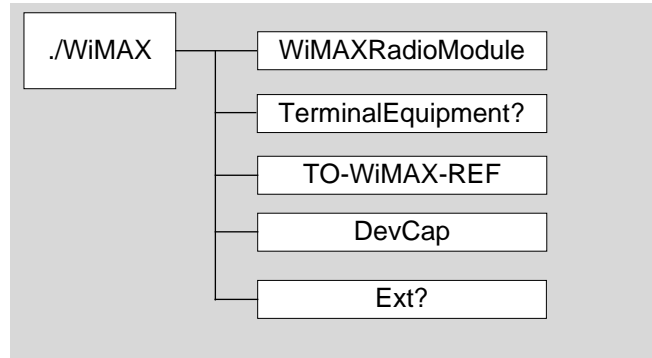 ./WiMAX
WiMAXRadioModule
TerminalEquipment?
TO-WiMAX-REF
DevCap
Ext?